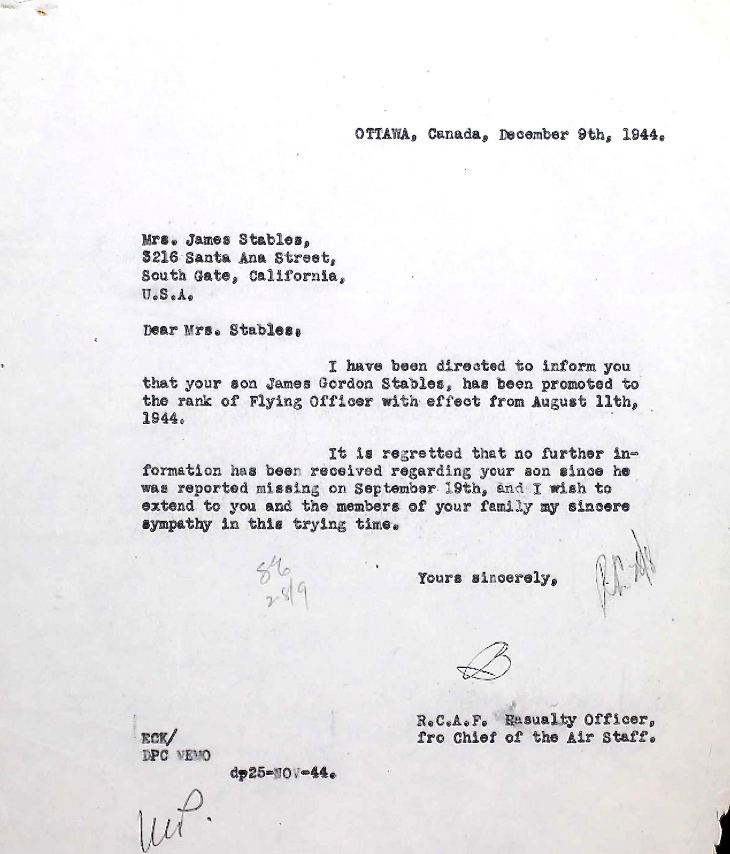 OTTAWA, Canada, December 9th, 1944.
Mrs. James Stables,
3216 Santa Ana Street,
South Gate, California,
U.S.A.
Dear Mrs. Stables,
I have been directed to inform you
that your son James Gordon Stables, has been promoted to
the rank of Flying Officer with effect from August 11th,
1944.
It is regretted that no further in-
formation has been received regarding your son since he
was reported missing on September 19th, and I wish to
extend to you and the members of your family my sincere
sympathy in this trying time.
Yours sincerely,
R.C.A.F. Casualty Officer,
fro Chief of the Air Staff.
ECK/
DPC MEMO
dp25-NOV-44.